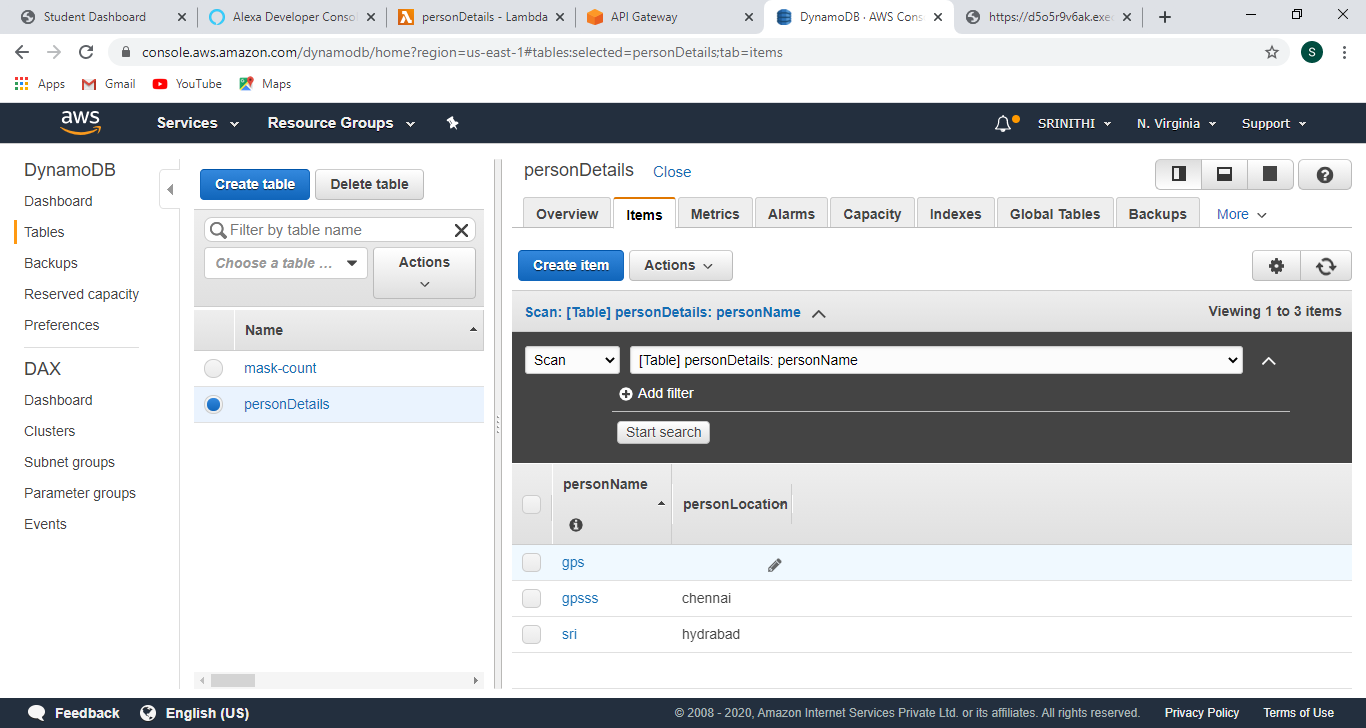 Student Dashboard
Alexa Developer Conso
personDetails - Lambda
API Gateway
DynamoDB · AWS Cons
https://d5o5r9v6ak.exec
console.aws.amazon.com/dynamodb/home?region=us-east-1#tables:selected=personDetails;tab=items
S
Apps Gmail YouTube Maps
aws Services Resource Groups SRINITHI N. Virginia Support
DynamoDB
Dashboard
Tables
Backups
Reserved capacity
Preferences
DAX
Dashboard
Clusters
Subnet groups
Parameter groups
Events
Create table Delete table
Filter by table name
Choose a table ... Actions
Name
mask-count
personDetails
personDetails Close
Overview Items Metrics Alarms Capacity Indexes Global Tables Backups More
Create item Actions
Scan: [Table] personDetails: personName Viewing 1 to 3 items
Scan [Table] personDetails: personName
Add filter
Start search
personName personLocation
gps
gpsss chennai
sri hydrabad
Feedback English (US) © 2008 - 2020, Amazon Internet Services Private Ltd. or its affiliates. All rights reserved. Privacy Policy Terms of Use